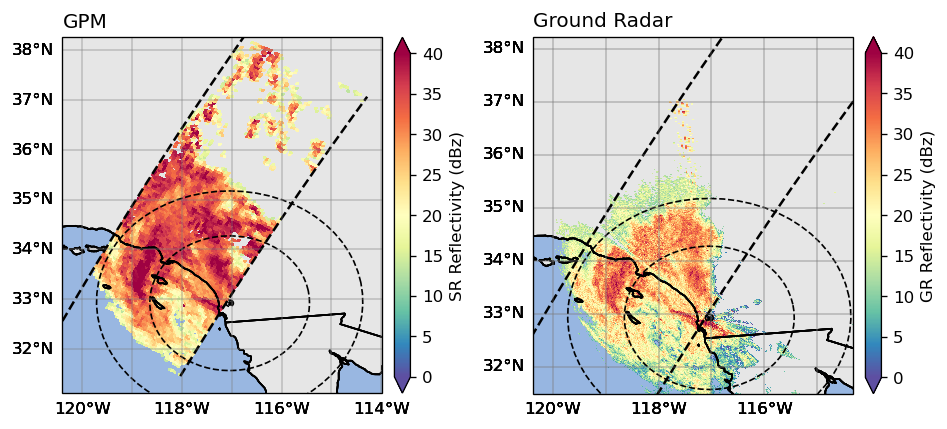 GPM
38°N
37°N
36°N
35°N
34°N
33°N
32°N
120°W
118°W
116°W
114°W
40
35
30
25
20
15
10
5
0
SR Reflectivity (dBz)
Ground Radar
38°N
37°N
36°N
35°N
34°N
33°N
32°N
120°W
118°W
116°W
40
35
30
25
20
15
10
5
0
GR Reflectivity (dBz)